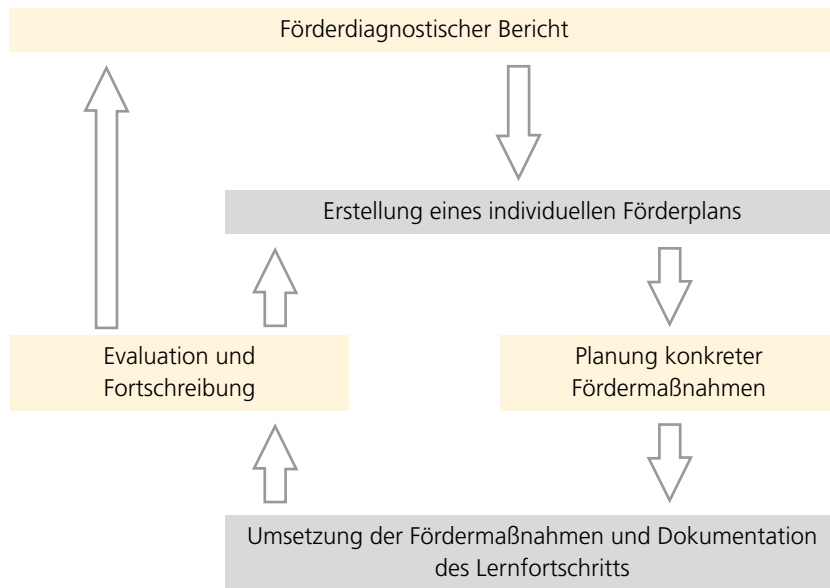 Förderdiagnostischer Bericht
Erstellung eines individuellen Förderplans
Evaluation und
Fortschreibung
Planung konkreter
Fördermaßnahmen
Umsetzung der Fördermaßnahmen und Dokumentation
des Lernfortschritts